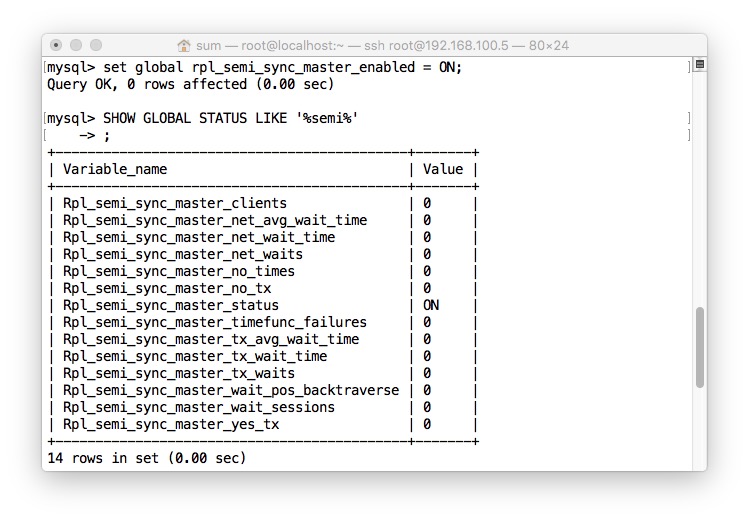 sum — root@localhost:~ — ssh root@192.168.100.5 — 80×24
[mysql> set global rpl_semi_sync_master_enabled = ON; ]
Query OK, 0 rows affected (0.00 sec)
[mysql> SHOW GLOBAL STATUS LIKE '%semi%' ]
[    -> ; ]
+--------------------------------------------+-------+
| Variable_name                              | Value |
+--------------------------------------------+-------+
| Rpl_semi_sync_master_clients               | 0     |
| Rpl_semi_sync_master_net_avg_wait_time     | 0     |
| Rpl_semi_sync_master_net_wait_time         | 0     |
| Rpl_semi_sync_master_net_waits             | 0     |
| Rpl_semi_sync_master_no_times              | 0     |
| Rpl_semi_sync_master_no_tx                 | 0     |
| Rpl_semi_sync_master_status                | ON    |
| Rpl_semi_sync_master_timefunc_failures     | 0     |
| Rpl_semi_sync_master_tx_avg_wait_time      | 0     |
| Rpl_semi_sync_master_tx_wait_time          | 0     |
| Rpl_semi_sync_master_tx_waits              | 0     |
| Rpl_semi_sync_master_wait_pos_backtraverse | 0     |
| Rpl_semi_sync_master_wait_sessions         | 0     |
| Rpl_semi_sync_master_yes_tx                | 0     |
+--------------------------------------------+-------+
14 rows in set (0.00 sec)